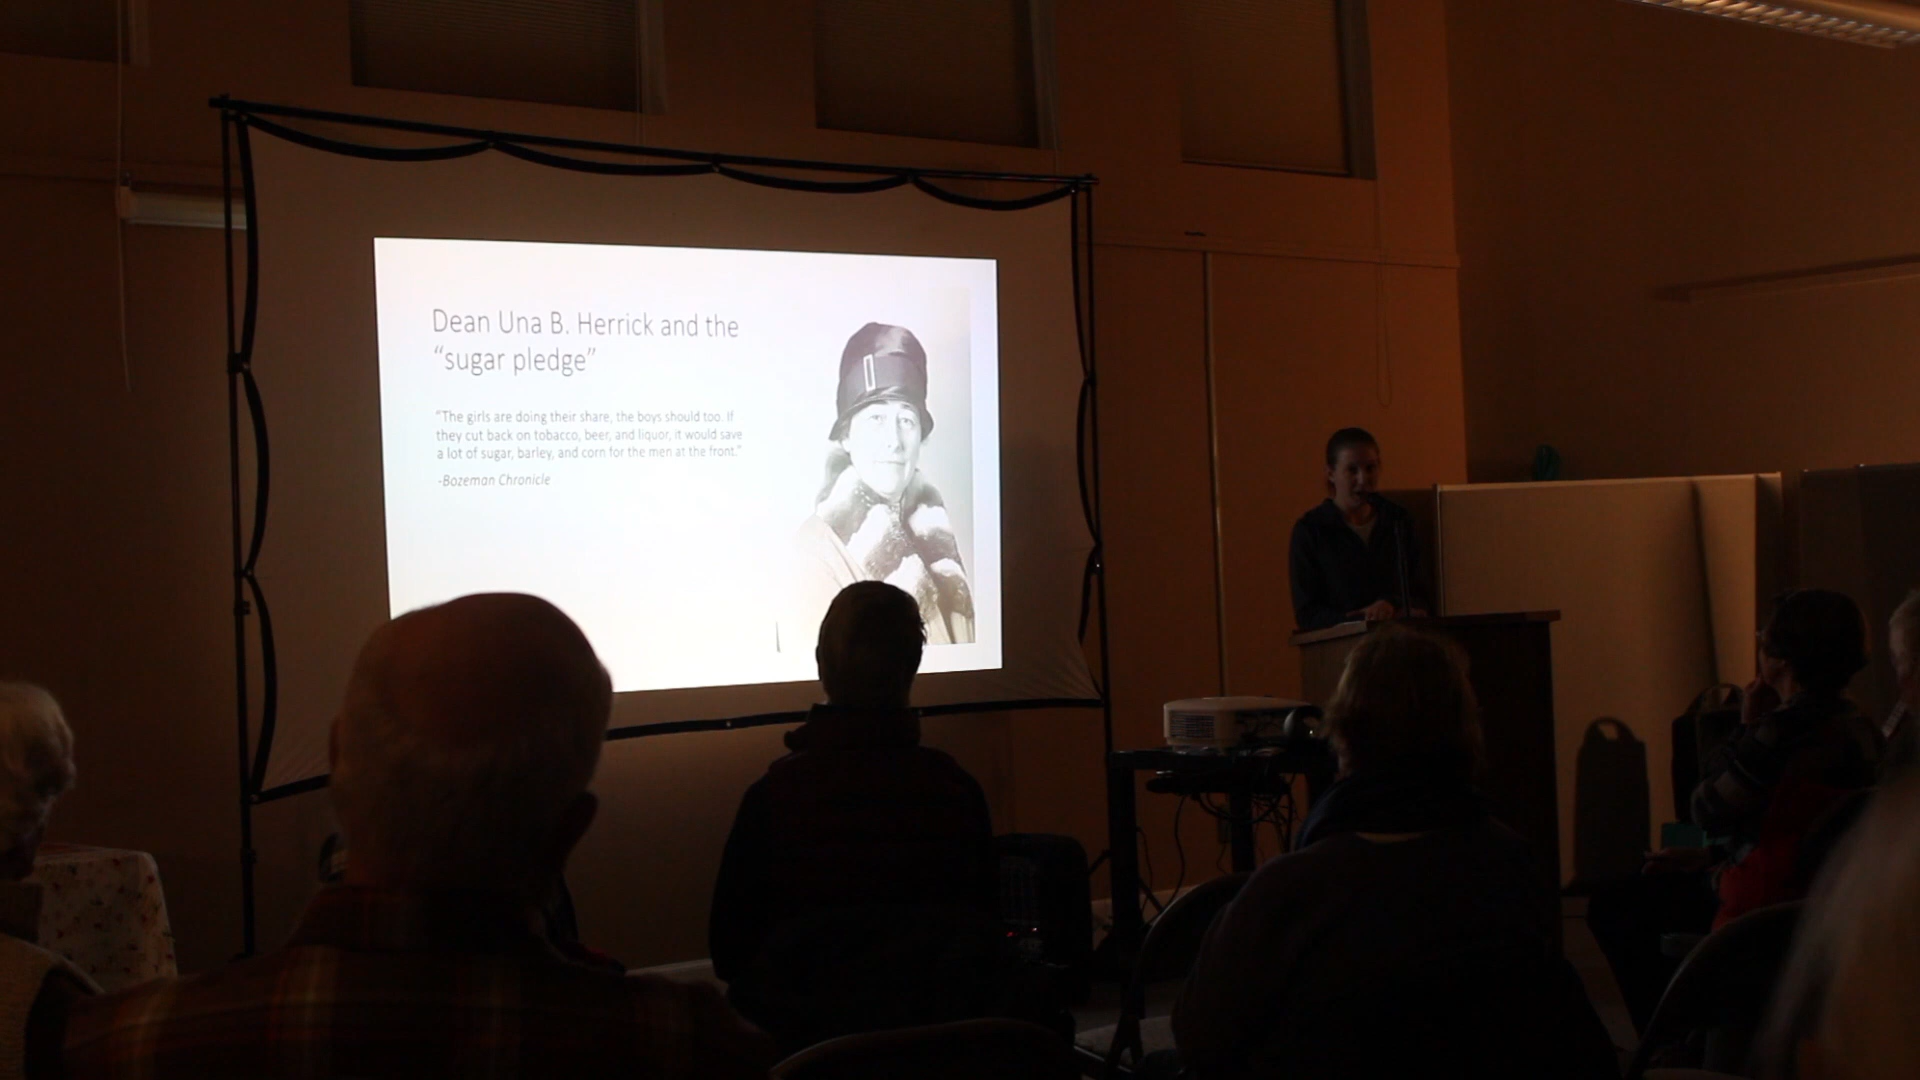 Dean Una B. Herrick and the
“sugar pledge”
“The girls are doing their share, the boys should too. If
they cut back on tobacco, beer, and liquor, it would save
a lot of sugar, barley, and corn for the men at the front.”
-Bozeman Chronicle